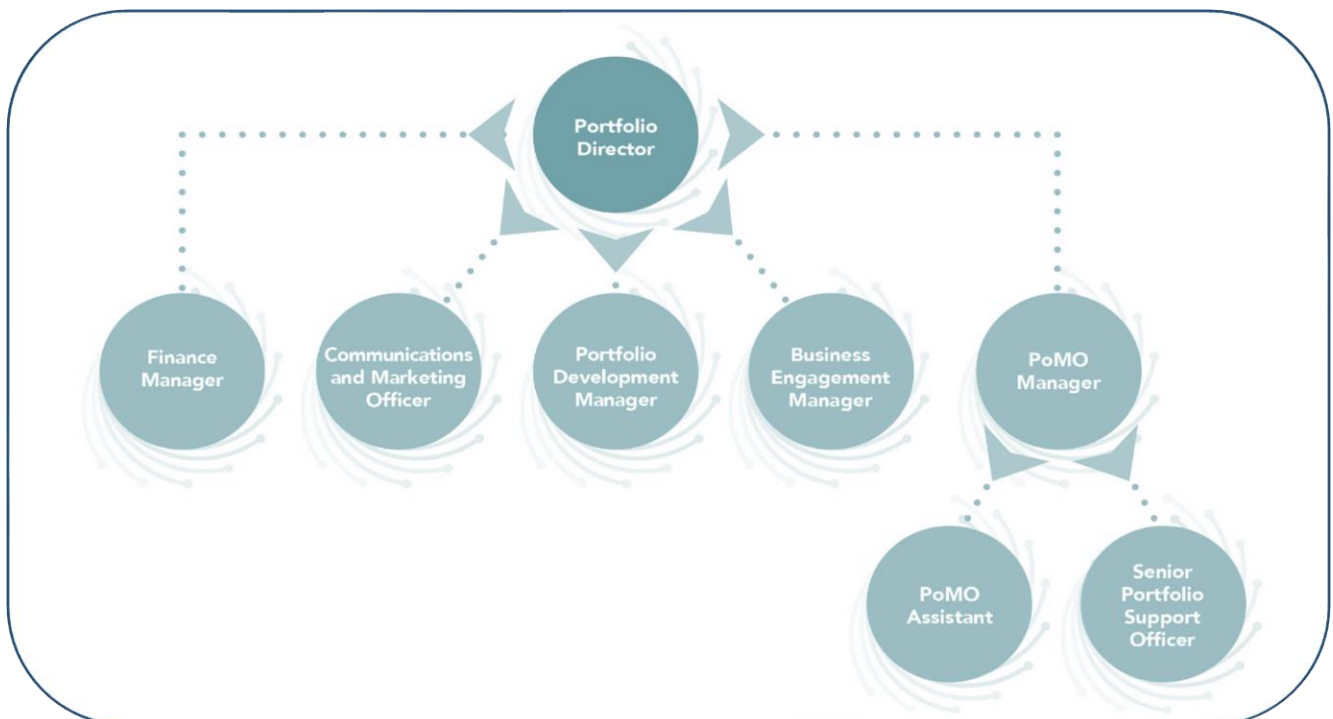 Portfolio
Director
Finance
Manager
Communications
and Marketing
Officer
Portfolio
Development
Manager
Business
Engagement
Manager
PoMO
Manager
PoMO
Assistant
Senior
Portfolio
Support
Officer